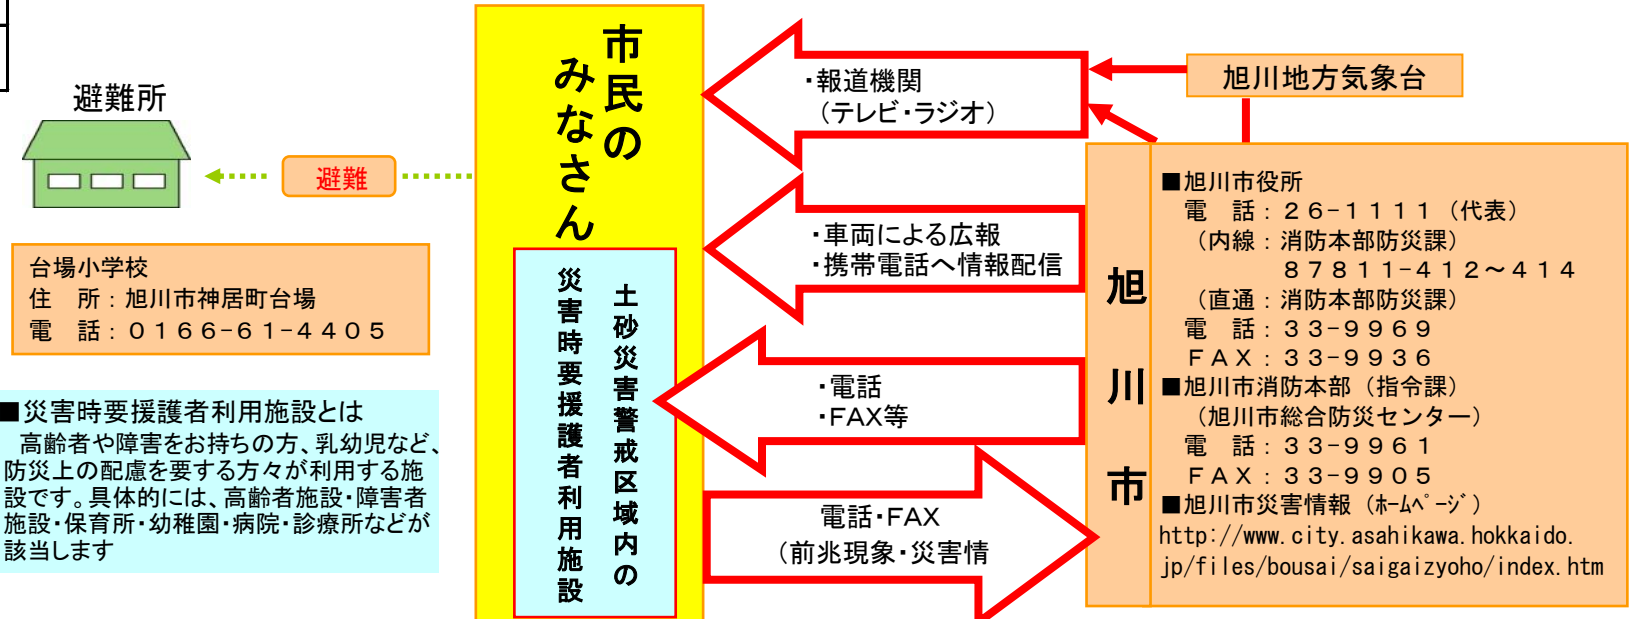 避難所
避難
台場小学校
住　所：旭川市神居町台場
電　話：０１６６-６１-４４０５
■災害時要援護者利用施設とは
高齢者や障害をお持ちの方、乳幼児など、
防災上の配慮を要する方々が利用する施
設です。具体的には、高齢者施設・障害者
施設・保育所・幼稚園・病院・診療所などが
該当します
市民の
みなさん
土砂災害警戒区域内の
災害時要援護者利用施設
・報道機関
（テレビ・ラジオ）
・車両による広報
・携帯電話へ情報配信
・電話
・FAX等
電話・FAX
（前兆現象・災害情
旭川地方気象台
旭川市
■旭川市役所
電　話：２６-１１１１（代表）
（内線：消防本部防災課）
８７８１１-４１２～４１４
（直通：消防本部防災課）
電　話：３３-９９６９
ＦＡＸ：３３-９９３６
■旭川市消防本部（指令課）
（旭川市総合防災センター）
電　話：３３-９９６１
ＦＡＸ：３３-９９０５
■旭川市災害情報（ﾎｰﾑﾍﾟｰｼﾞ）
http://www.city.asahikawa.hokkaido.
jp/files/bousai/saigaizyoho/index.htm